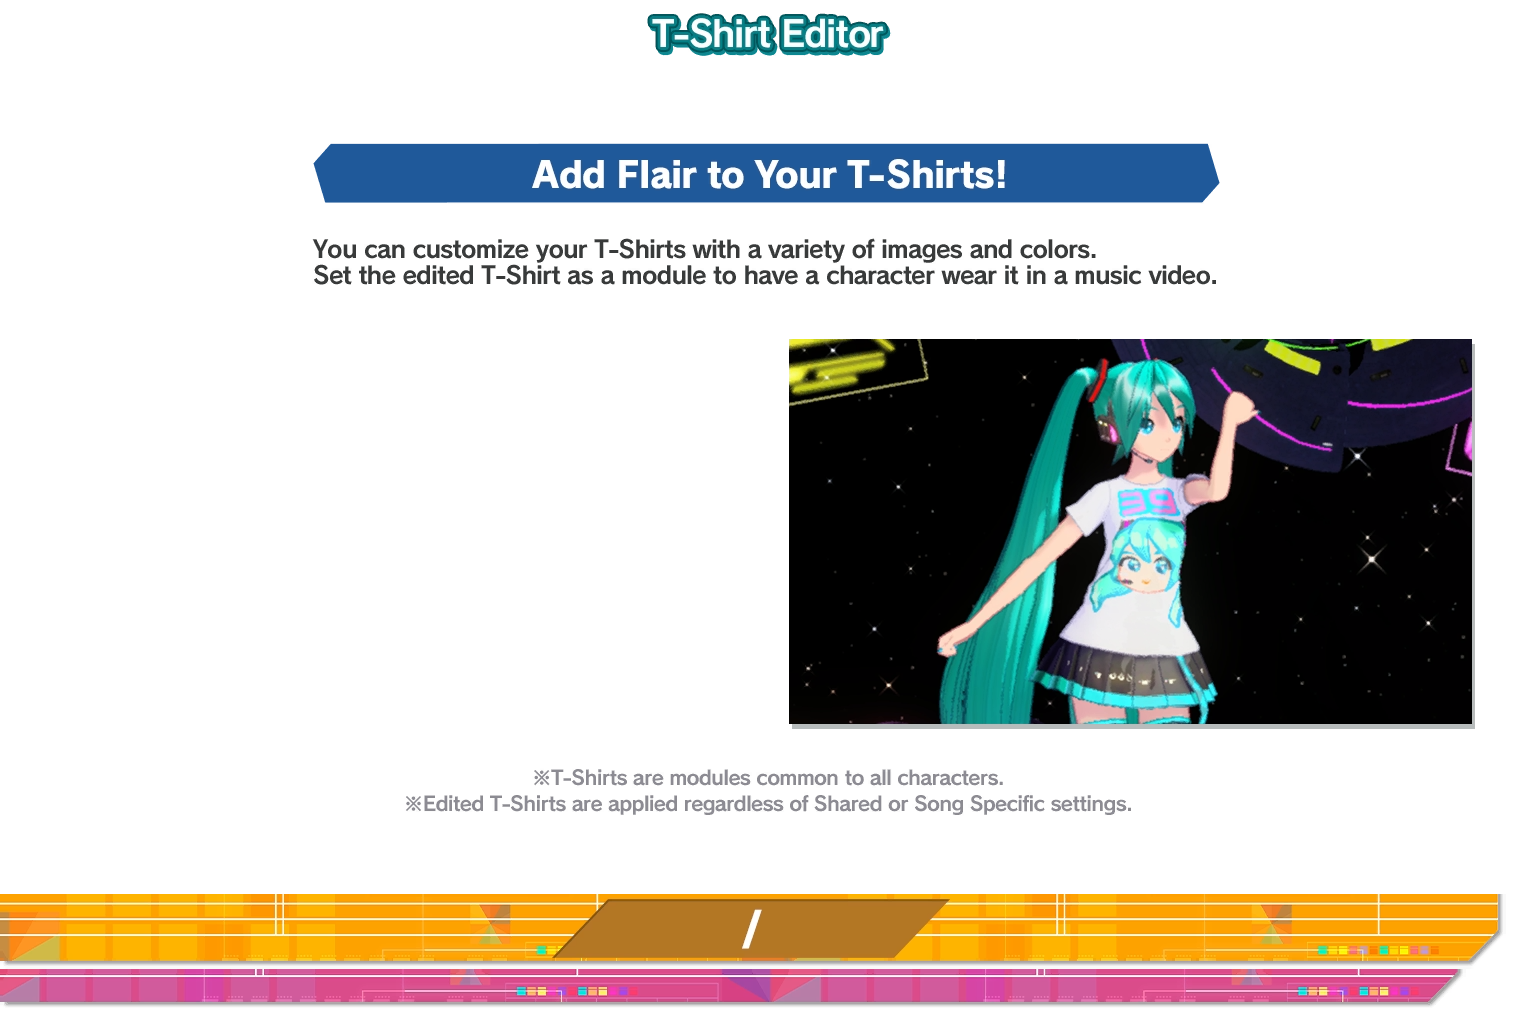 T-Shirt Editor
Add Flair to Your T-Shirts!
You can customize your T-Shirts with a variety of images and colors.
Set the edited T-Shirt as a module to have a character wear it in a music video.
39
※T-Shirts are modules common to all characters.
※Edited T-Shirts are applied regardless of Shared or Song Specific settings.
/